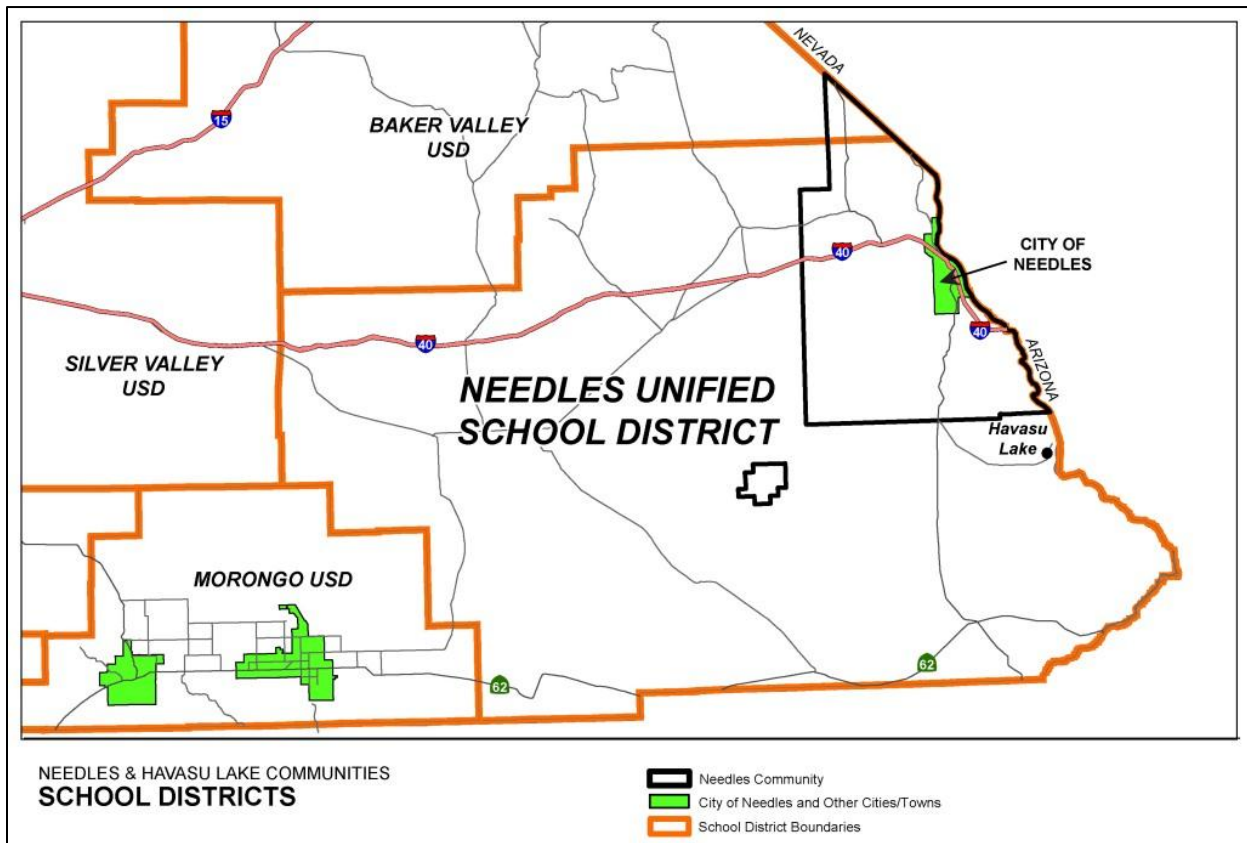 NEVADA
15
BAKER VALLEY
USD
40
CITY OF
NEEDLES
40
40
SILVER VALLEY
USD
NEEDLES UNIFIED
SCHOOL DISTRICT
ARIZONA
Havasu
Lake
MORONGO USD
62
62
NEEDLES & HAVASU LAKE COMMUNITIES
SCHOOL DISTRICTS
Needles Community
City of Needles and Other Cities/Towns
School District Boundaries